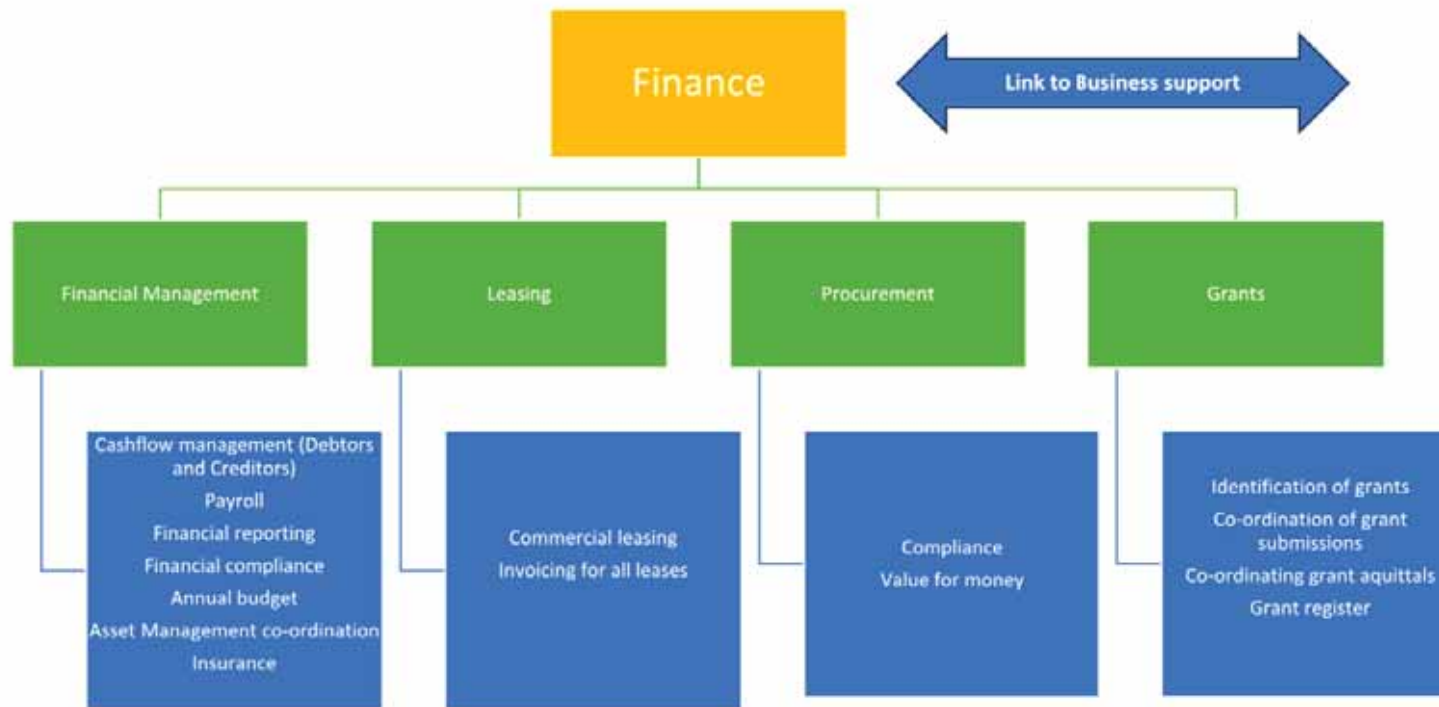 Finance
Link to Business support
Financial Management
Leasing
Procurement
Grants
Cashflow management (Debtors
and Creditors)
Payroll
Financial reporting
Financial compliance
Annual budget
Asset Management co-ordination
Insurance
Commercial leasing
Invoicing for all leases
Compliance
Value for money
Identification of grants
Co-ordination of grant
submissions
Co-ordinating grant aquittals
Grant register